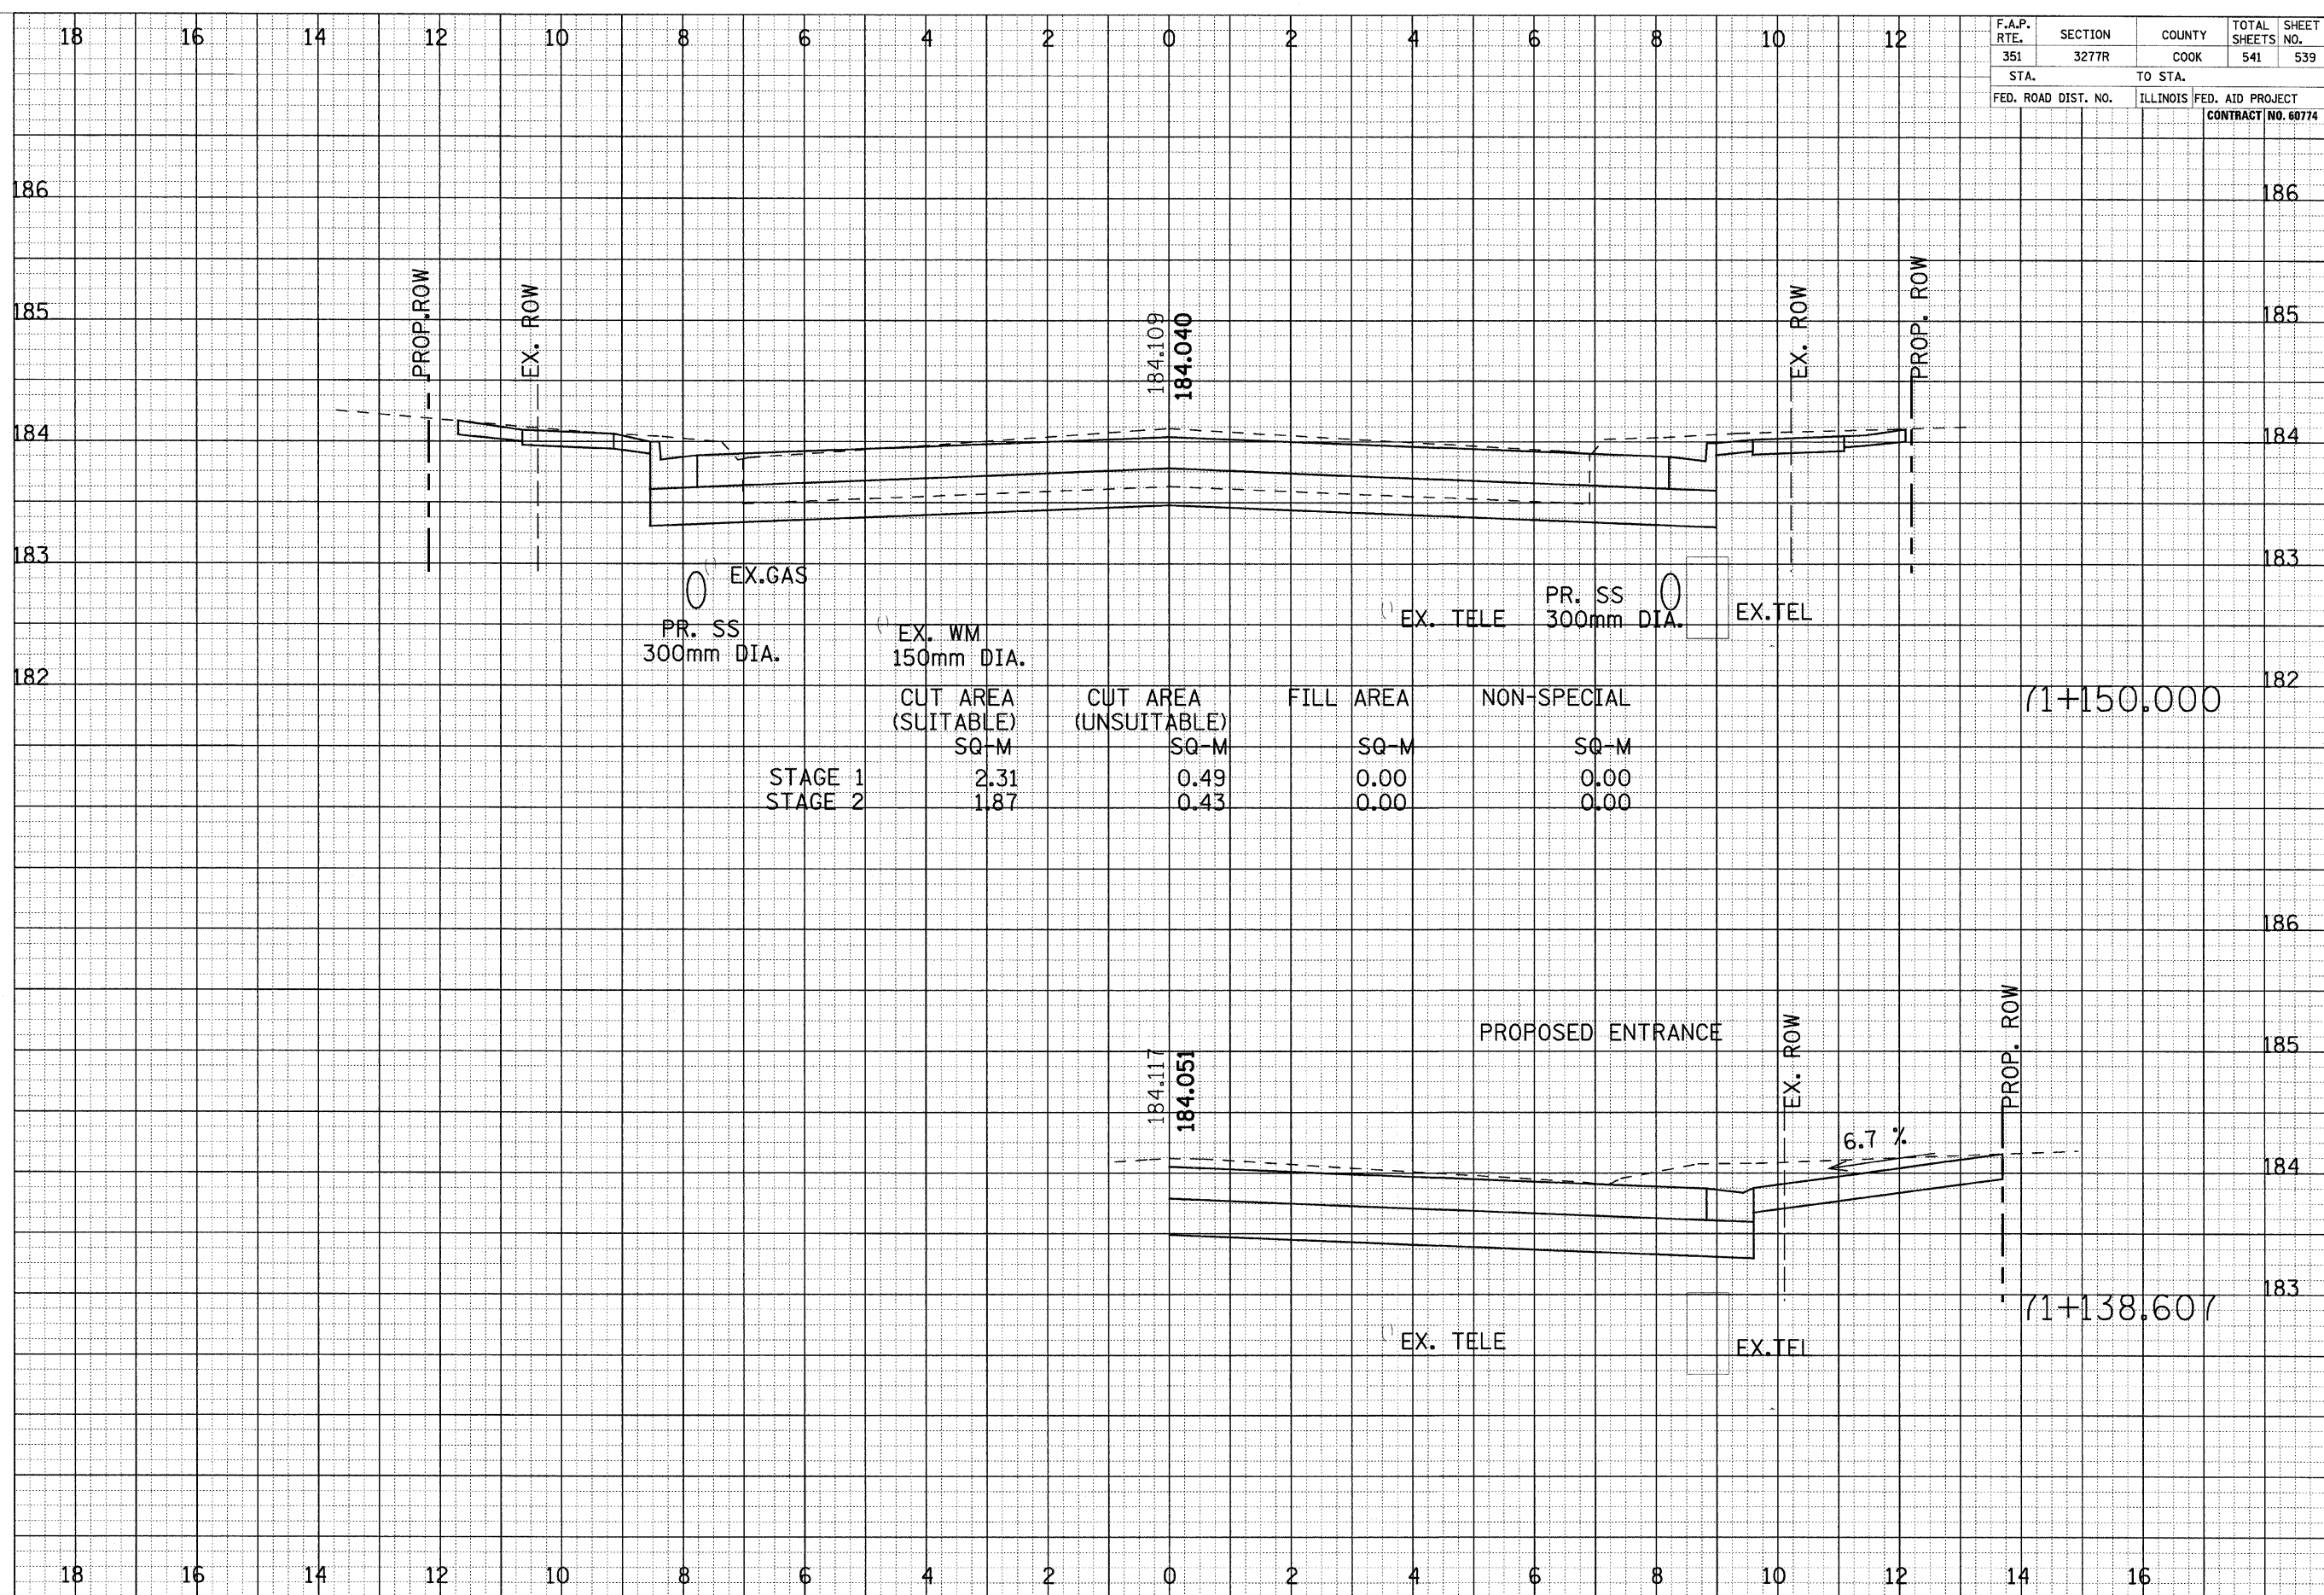 18 16 14 12 10 8 6 4 2 0 2 4 6 8 10 12
F.A.P. RTE. SECTION COUNTY TOTAL SHEETS SHEET NO.
351 3277R COOK 541 539
STA. TO STA.
FED. ROAD DIST. NO. ILLINOIS FED. AID PROJECT
CONTRACT NO. 60774
186 186
PROP.ROW
EX. ROW
184.109
184.040
EX. ROW
PROP. ROW
185 185
184 184
183 183
EX.GAS
PR. SS
300mm DIA.
EX. WM
150mm DIA.
EX. TELE
PR. SS
300mm DIA.
EX.TEL
182 182
71+150.000
CUT AREA CUT AREA FILL AREA NON-SPECIAL
(SUITABLE) (UNSUITABLE)
SQ-M SQ-M SQ-M SQ-M
STAGE 1 2.31 0.49 0.00 0.00
STAGE 2 1.87 0.43 0.00 0.00
186
PROPOSED ENTRANCE
184.117
184.051
EX. ROW
PROP. ROW
185
6.7 %
184
183
71+138.607
EX. TELE
EX.TEL
18 16 14 12 10 8 6 4 2 0 2 4 6 8 10 12 14 16